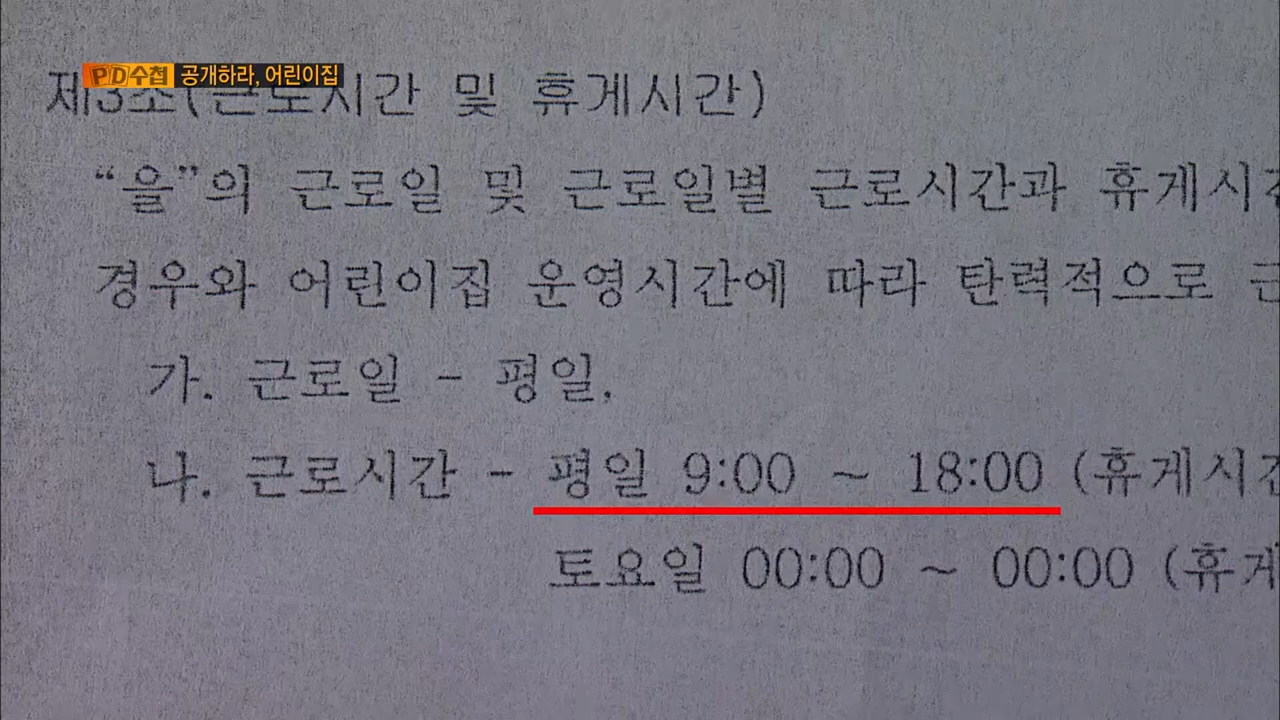 PD수첩 공개하라, 어린이집
제3조(근로시간 및 휴게시간)
“을”의 근로일 및 근로일별 근로시간과 휴게시간
경우와 어린이집 운영시간에 따라 탄력적으로 근
가. 근로일 - 평일.
나. 근로시간 - 평일 9:00 ~ 18:00 (휴게시간
토요일 00:00 ~ 00:00 (휴게